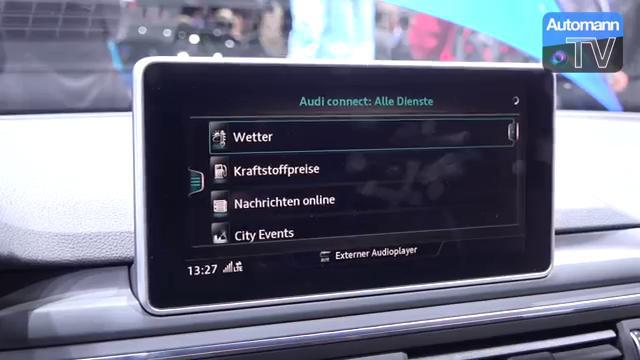 Automann
TV
Audi connect: Alle Dienste
Wetter
Kraftstoffpreise
Nachrichten online
City Events
Externer Audioplayer
13:27 LTE